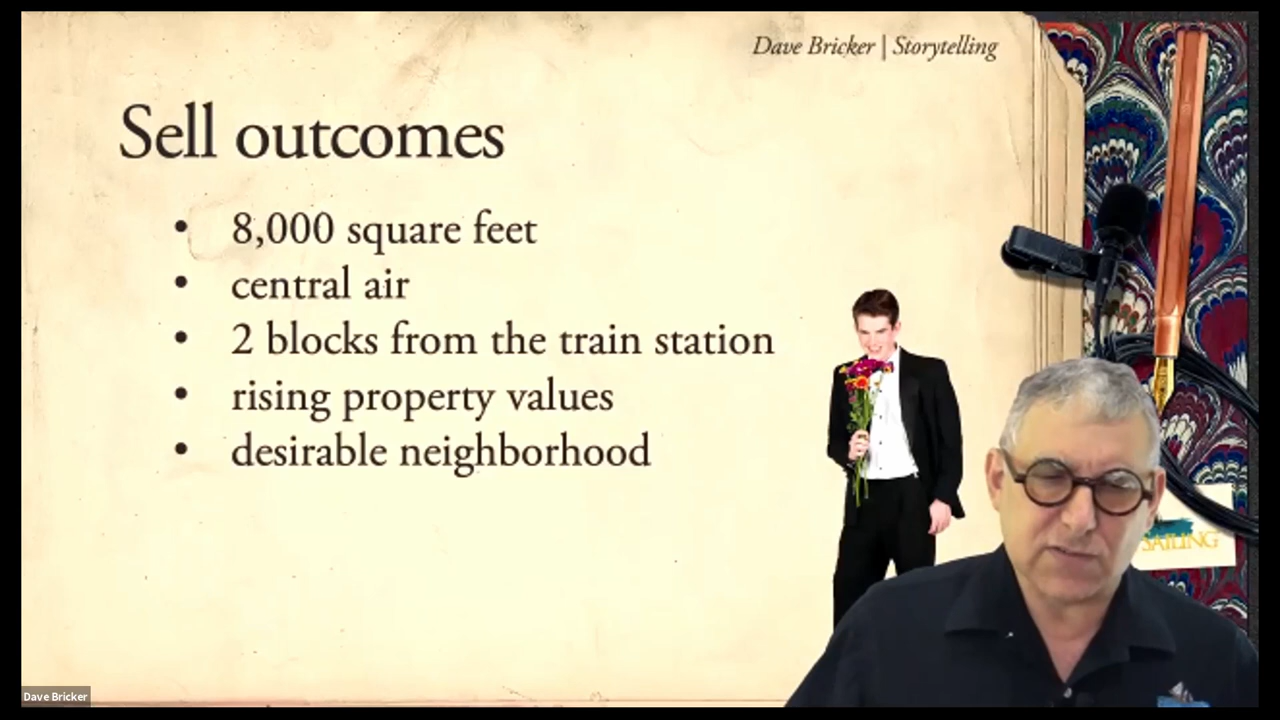 Dave Bricker | Storytelling
Sell outcomes
• 8,000 square feet
• central air
• 2 blocks from the train station
• rising property values
• desirable neighborhood
SAILING
Dave Bricker